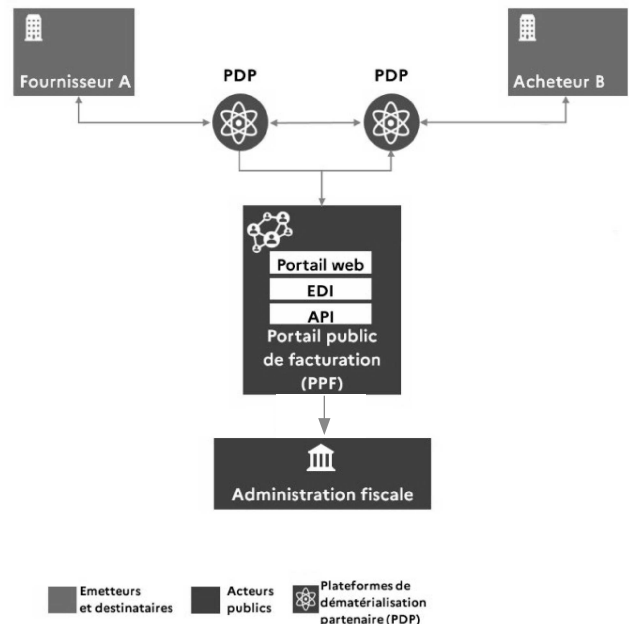 Fournisseur A
PDP
PDP
Acheteur B
Portail web
EDI
API
Portail public
de facturation
(PPF)
Administration fiscale
Emetteurs
et destinataires
Acteurs
publics
Plateformes de
dématérialisation
partenaire (PDP)